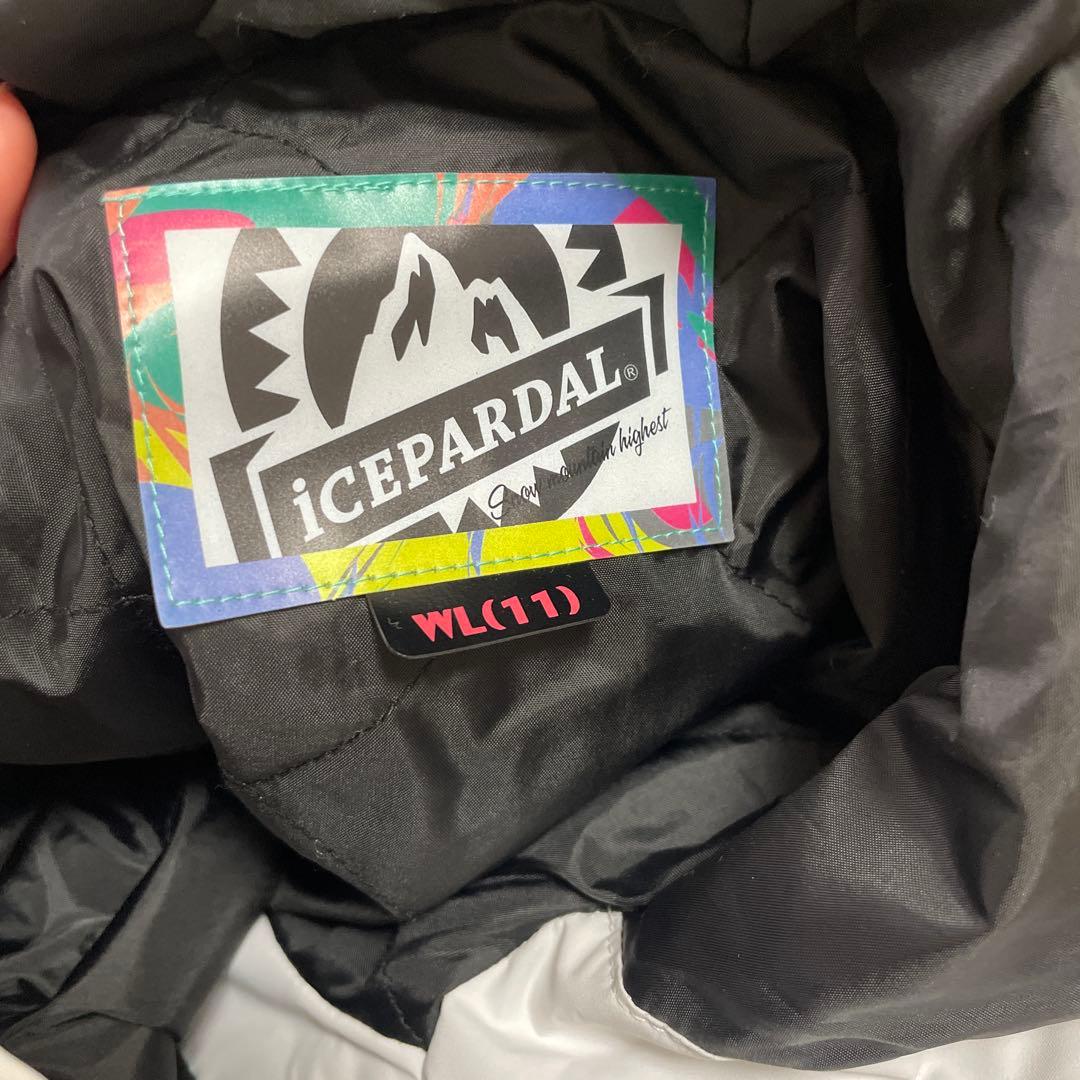 iCEPARDAL®
Snow mountain highest
WL(11)